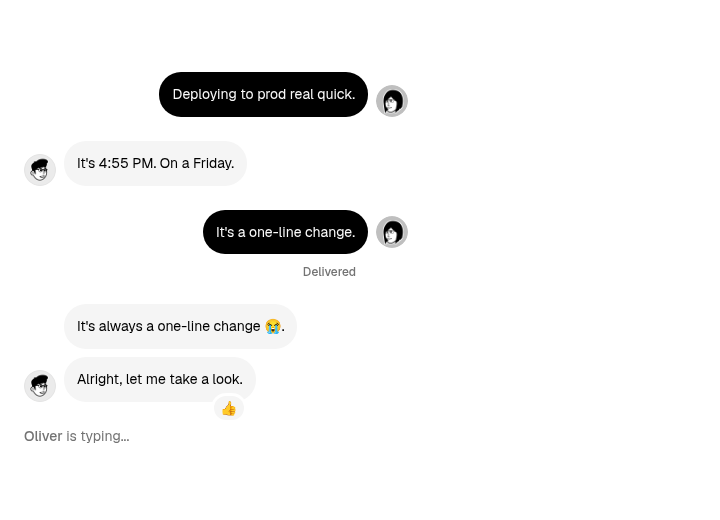 Deploying to prod real quick.
It's 4:55 PM. On a Friday.
It's a one-line change.
Delivered
It's always a one-line change 😭.
Alright, let me take a look.
👍
Oliver is typing...